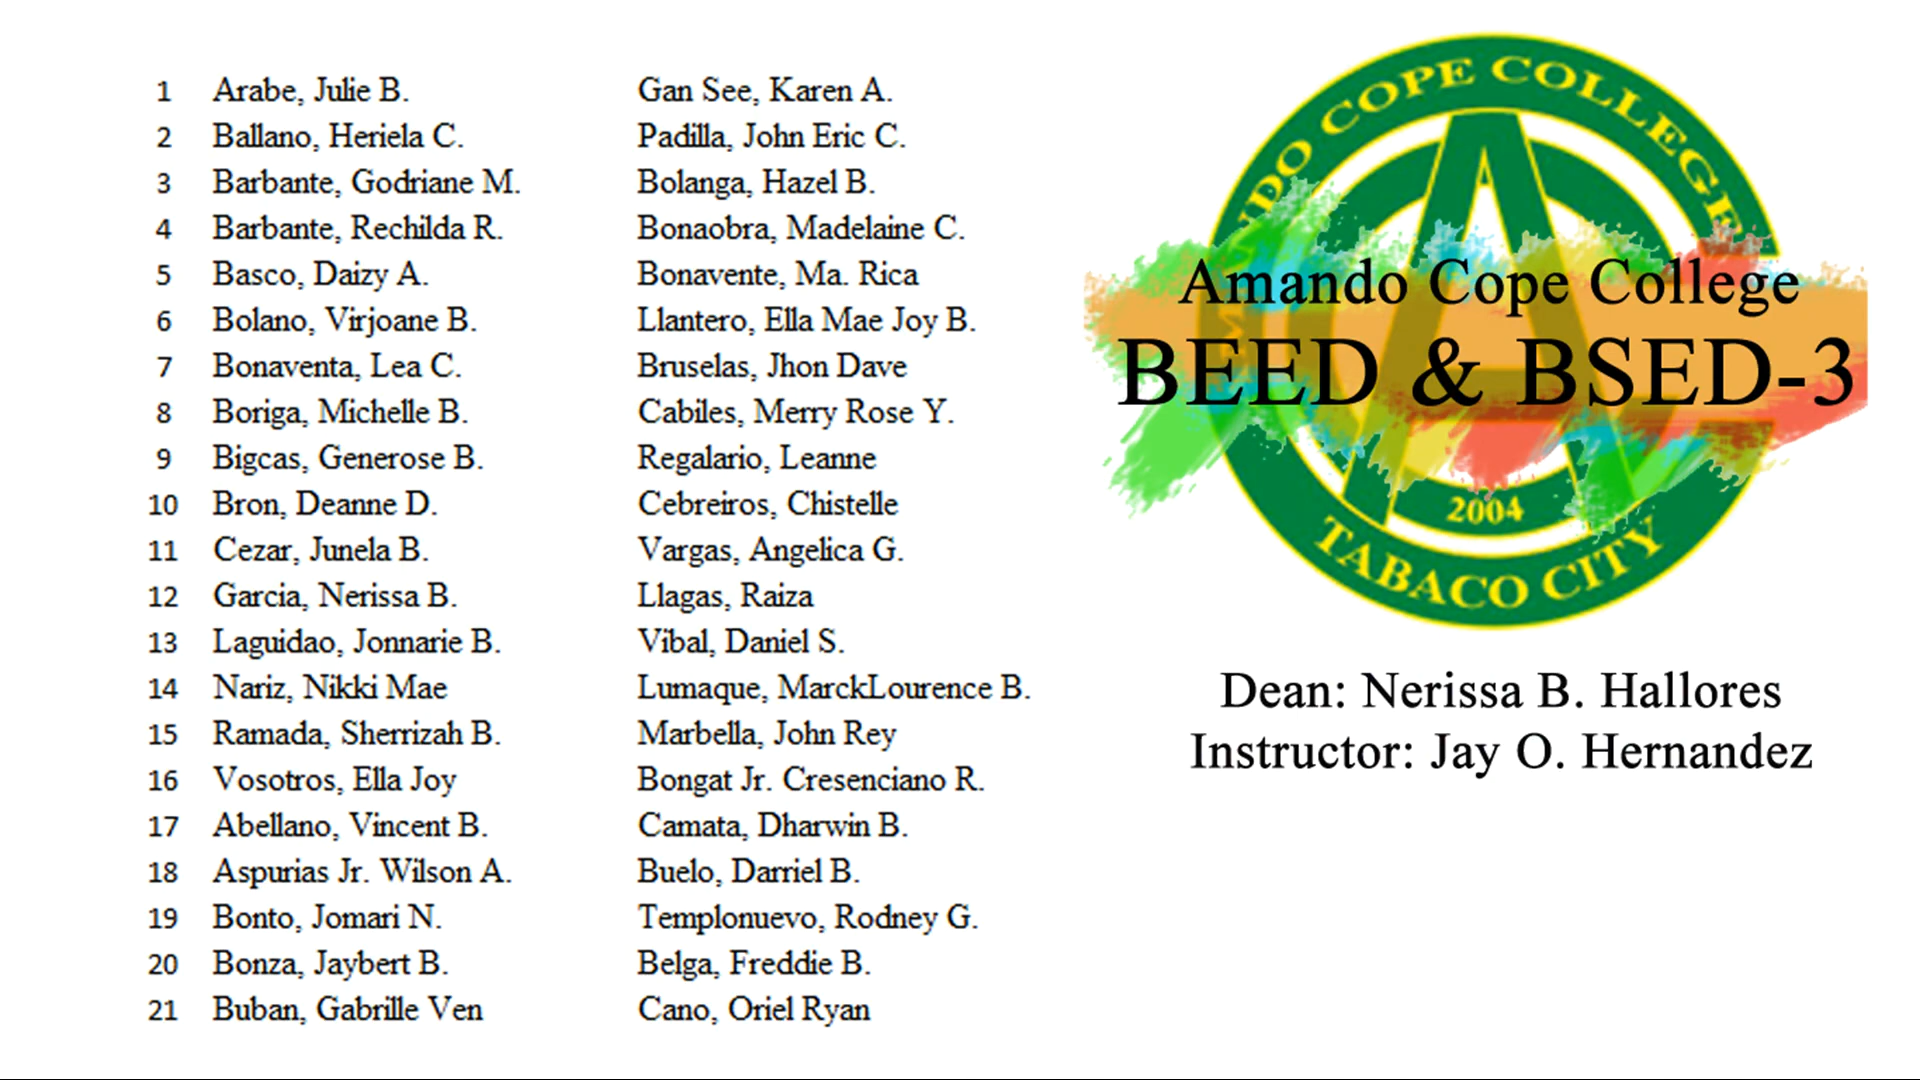 1 Arabe, Julie B. Gan See, Karen A.
2 Ballano, Heriela C. Padilla, John Eric C.
3 Barbante, Godriane M. Bolanga, Hazel B.
4 Barbante, Rechilda R. Bonaobra, Madelaine C.
5 Basco, Daizy A. Bonavente, Ma. Rica
6 Bolano, Virjoane B. Llantero, Ella Mae Joy B.
7 Bonaventa, Lea C. Bruselas, Jhon Dave
8 Boriga, Michelle B. Cabiles, Merry Rose Y.
9 Bigcas, Generose B. Regalario, Leanne
10 Bron, Deanne D. Cebreiros, Chistelle
11 Cezar, Junela B. Vargas, Angelica G.
12 Garcia, Nerissa B. Llagas, Raiza
13 Laguidao, Jonnarie B. Vibal, Daniel S.
14 Nariz, Nikki Mae Lumaque, MarckLourence B.
15 Ramada, Sherrizah B. Marbella, John Rey
16 Vosotros, Ella Joy Bongat Jr. Cresenciano R.
17 Abellano, Vincent B. Camata, Dharwin B.
18 Aspurias Jr. Wilson A. Buelo, Darriel B.
19 Bonto, Jomari N. Templonuevo, Rodney G.
20 Bonza, Jaybert B. Belga, Freddie B.
21 Buban, Gabrille Ven Cano, Oriel Ryan
COPE COLLEGE
Amando Cope College
BEED & BSED-3
2004
TABACO CITY
Dean: Nerissa B. Hallores
Instructor: Jay O. Hernandez